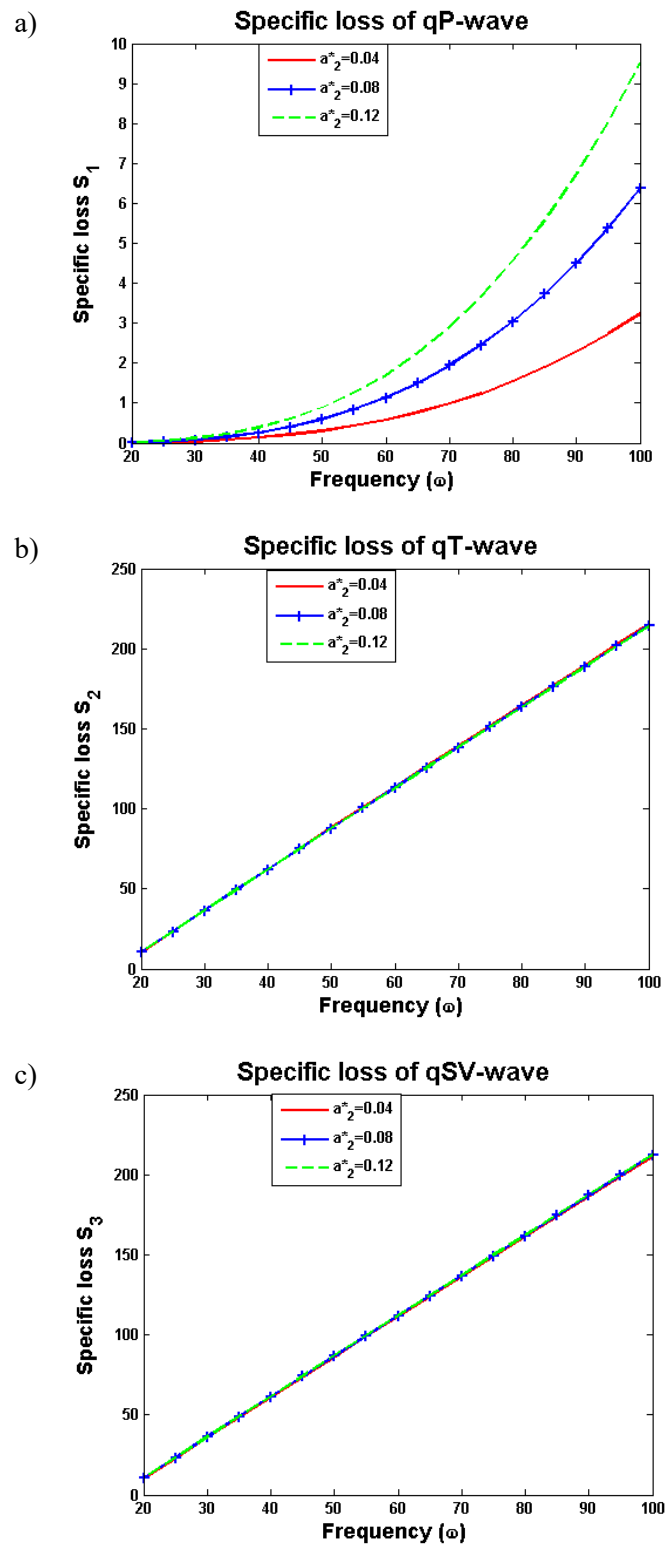 a)
Specific loss of qP-wave
a*2=0.04
a*2=0.08
a*2=0.12
Specific loss S1
10
9
8
7
6
5
4
3
2
1
0
20 30 40 50 60 70 80 90 100
Frequency (ω)
b)
Specific loss of qT-wave
a*2=0.04
a*2=0.08
a*2=0.12
Specific loss S2
250
200
150
100
50
0
20 30 40 50 60 70 80 90 100
Frequency (ω)
c)
Specific loss of qSV-wave
a*2=0.04
a*2=0.08
a*2=0.12
Specific loss S3
250
200
150
100
50
0
20 30 40 50 60 70 80 90 100
Frequency (ω)